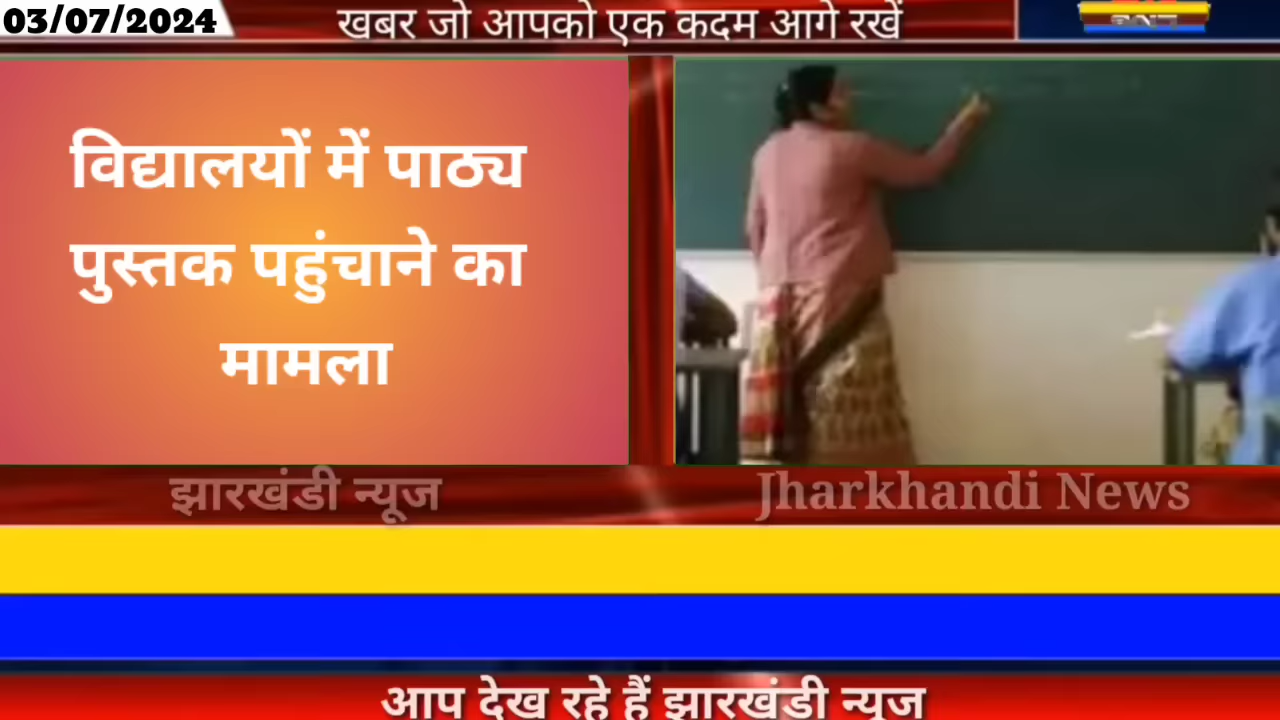 03/07/2024
खबर जो आपको एक कदम आगे रखें
विद्यालयों में पाठ्य
पुस्तक पहुंचाने का
मामला
झारखंडी न्यूज
Jharkhandi News
आप देख रहे हैं झारखंडी न्यूज